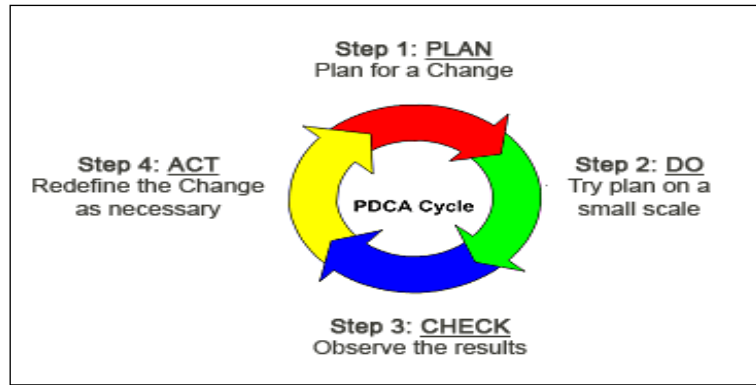 Step 1: PLAN
Plan for a Change
Step 2: DO
Try plan on a
small scale
Step 3: CHECK
Observe the results
Step 4: ACT
Redefine the Change
as necessary
PDCA Cycle